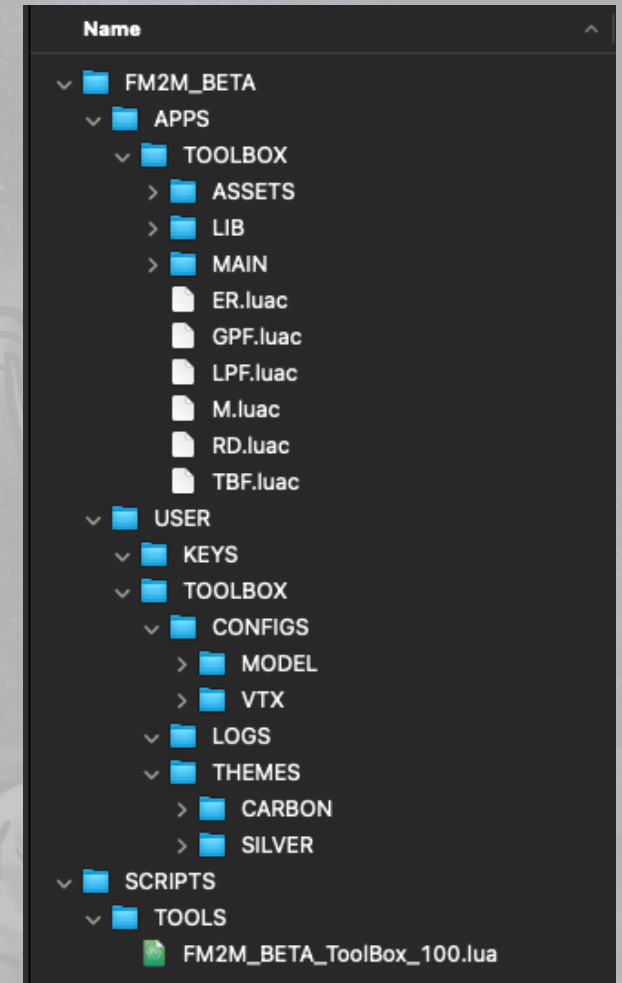 Name
FM2M_BETA
APPS
TOOLBOX
ASSETS
LIB
MAIN
ER.luac
GPF.luac
LPF.luac
M.luac
RD.luac
TBF.luac
USER
KEYS
TOOLBOX
CONFIGS
MODEL
VTX
LOGS
THEMES
CARBON
SILVER
SCRIPTS
TOOLS
FM2M_BETA_ToolBox_100.lua